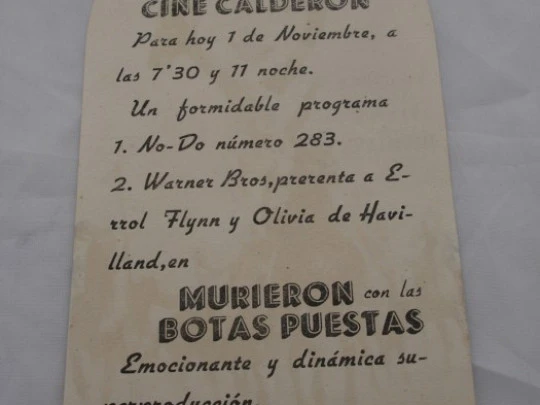 CINE CALDERON
Para hoy 1 de Noviembre, a
las 7'30 y 11 noche.
Un formidable programa
1. No-Do número 283.
2. Warner Bros,prerenta a E-
rrol Flynn y Olivia de Havi-
lland,en
MURIERON con las
BOTAS PUESTAS
Emocionante y dinámica su-
perproducción.